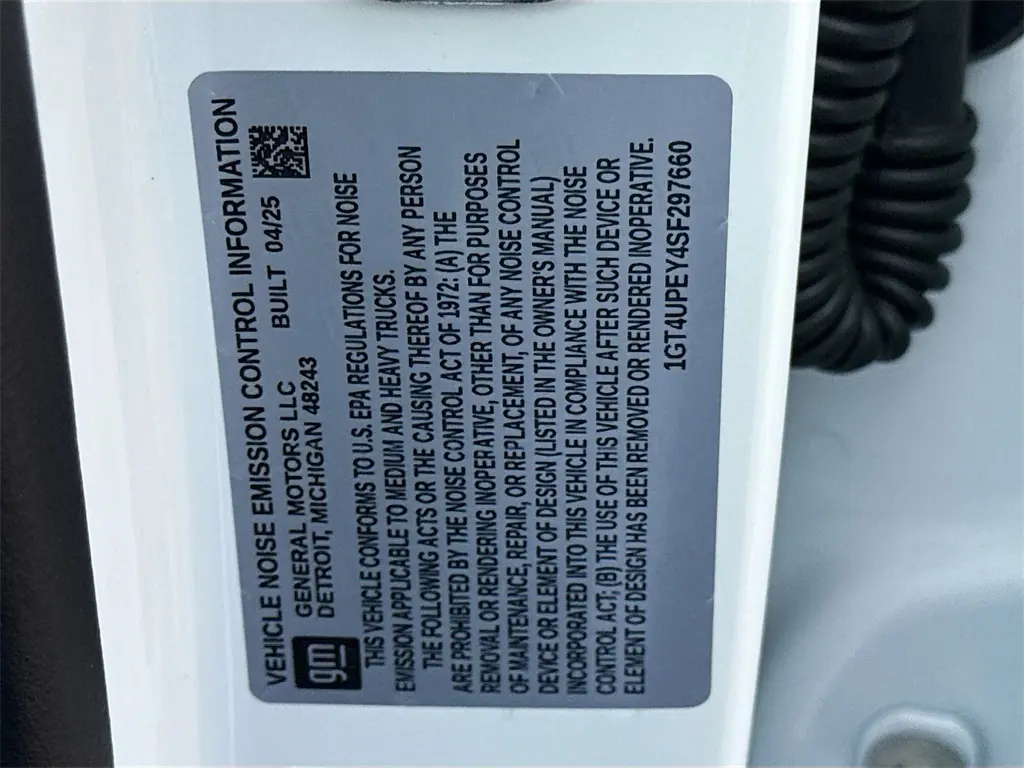 VEHICLE NOISE EMISSION CONTROL INFORMATION
gm
GENERAL MOTORS LLC BUILT 04/25
DETROIT, MICHIGAN 48243
THIS VEHICLE CONFORMS TO U.S. EPA REGULATIONS FOR NOISE
EMISSION APPLICABLE TO MEDIUM AND HEAVY TRUCKS.
THE FOLLOWING ACTS OR THE CAUSING THEREOF BY ANY PERSON
ARE PROHIBITED BY THE NOISE CONTROL ACT OF 1972: (A) THE
REMOVAL OR RENDERING INOPERATIVE, OTHER THAN FOR PURPOSES
OF MAINTENANCE, REPAIR, OR REPLACEMENT, OF ANY NOISE CONTROL
DEVICE OR ELEMENT OF DESIGN (LISTED IN THE OWNER'S MANUAL)
INCORPORATED INTO THIS VEHICLE IN COMPLIANCE WITH THE NOISE
CONTROL ACT; (B) THE USE OF THIS VEHICLE AFTER SUCH DEVICE OR
ELEMENT OF DESIGN HAS BEEN REMOVED OR RENDERED INOPERATIVE.
1GT4UPEY4SF297660